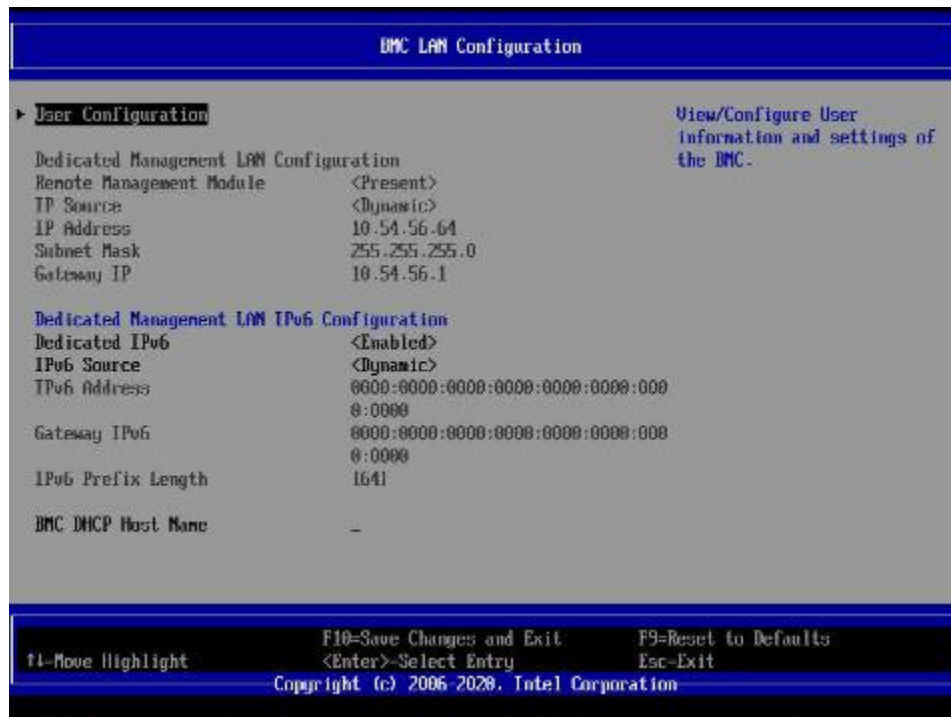 BMC LAN Configuration
User Configuration
View/Configure User
information and settings of
the BMC.
Dedicated Management LAN Configuration
Remote Management Module <Present>
IP Source <Dynamic>
IP Address 10.54.56.64
Subnet Mask 255.255.255.0
Gateway IP 10.54.56.1
Dedicated Management LAN IPv6 Configuration
Dedicated IPv6 <Enabled>
IPv6 Source <Dynamic>
IPv6 Address 0000:0000:0000:0000:0000:0000:000
0:0000
Gateway IPv6 0000:0000:0000:0000:0000:0000:000
0:0000
IPv6 Prefix Length [64]
BMC DHCP Host Name _
F10=Save Changes and Exit F9=Reset to Defaults
↑↓=Move Highlight <Enter>=Select Entry Esc=Exit
Copyright (c) 2006-2020, Intel Corporation